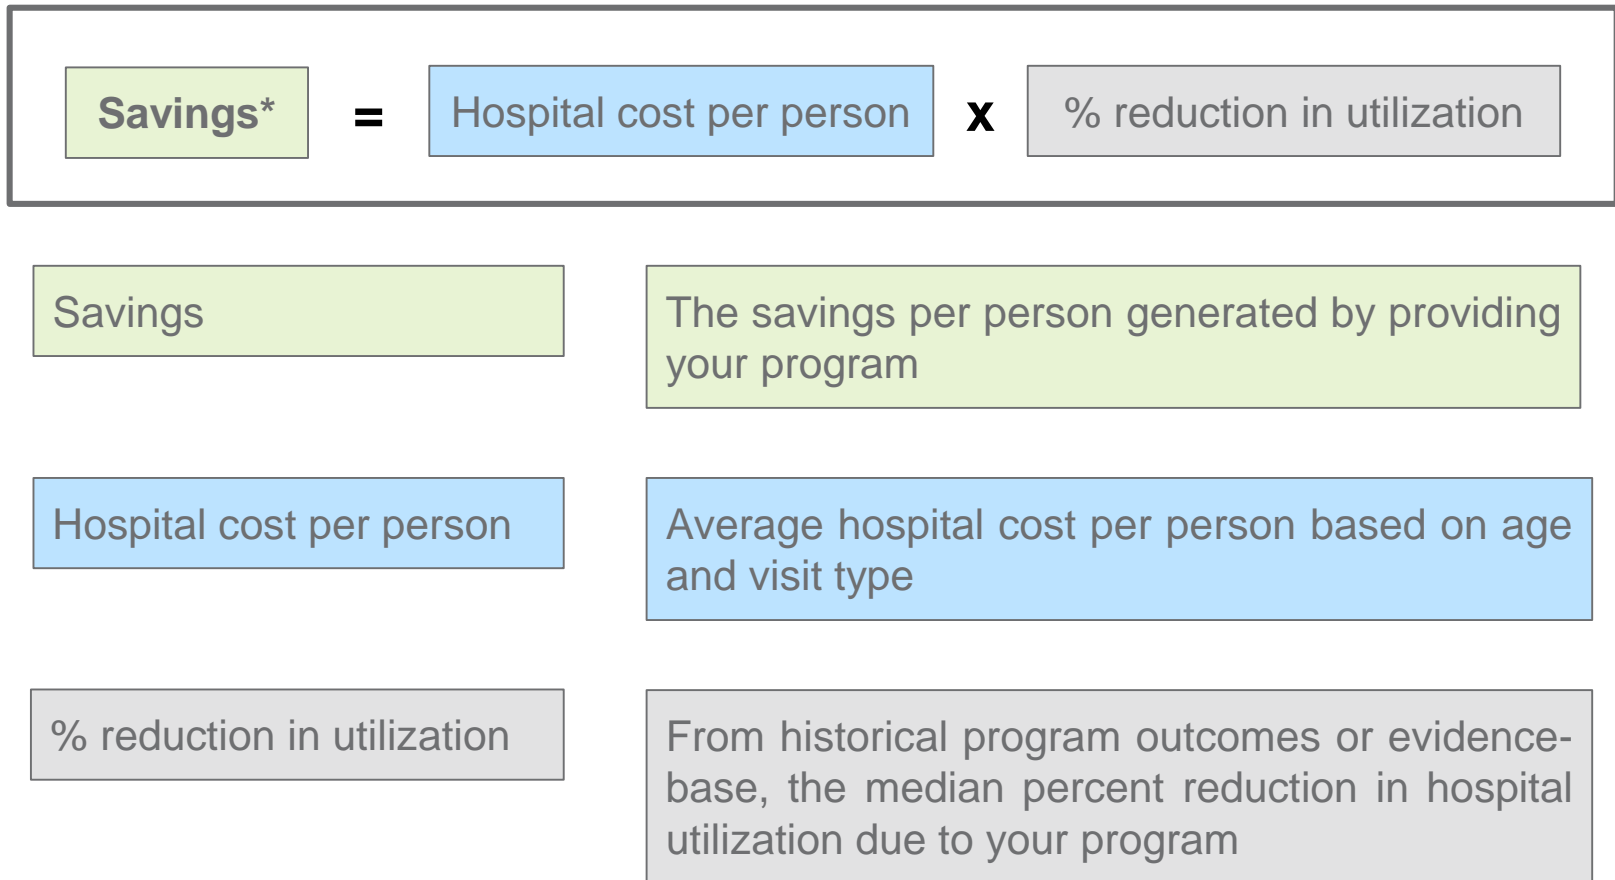 Savings* = Hospital cost per person x % reduction in utilization
Savings
The savings per person generated by providing
your program
Hospital cost per person
Average hospital cost per person based on age
and visit type
% reduction in utilization
From historical program outcomes or evidence-
base, the median percent reduction in hospital
utilization due to your program